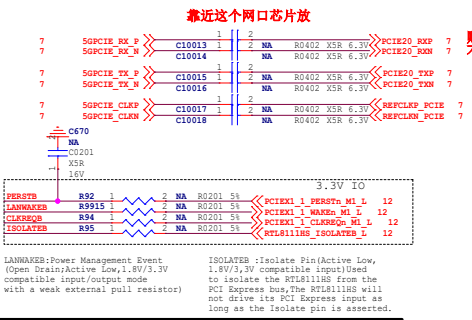 靠近这个网口芯片放
7 5GPCIE_RX_P C10013 1 2 NA R0402 X5R 6.3V PCIE20_RXP 7
7 5GPCIE_RX_N C10014 1 2 NA R0402 X5R 6.3V PCIE20_RXN 7
7 5GPCIE_TX_P C10015 1 2 NA R0402 X5R 6.3V PCIE20_TXP 7
7 5GPCIE_TX_N C10016 1 2 NA R0402 X5R 6.3V PCIE20_TXN 7
7 5GPCIE_CLKP C10017 1 2 NA R0402 X5R 6.3V REFCLKP_PCIE 7
7 5GPCIE_CLKN C10018 1 2 NA R0402 X5R 6.3V REFCLKN_PCIE 7
2 C670
NA
C0201
1 X5R
16V
3.3V IO
PERSTB R92 1 2 NA R0201 5% PCIEX1_1_PERSTn_M1_L 12
LANWAKEB R9915 1 2 NA R0201 5% PCIEX1_1_WAKEn_M1_L 12
CLKREQB R94 1 2 NA R0201 5% PCIEX1_1_CLKREQn_M1_L 12
ISOLATEB R95 1 2 NA R0201 5% RTL8111HS_ISOLATEB_L 12
LANWAKEB:Power Management Event
(Open Drain;Active Low,1.8V/3.3V
compatible input/output mode
with a weak external pull resistor)
ISOLATEB :Isolate Pin(Active Low,
1.8V/3,3V compatible input)Used
to isolate the RTL8111HS from the
PCI Express bus,The RTL8111HS will
not drive its PCI Express input as
long as the Isolate pin is asserted.